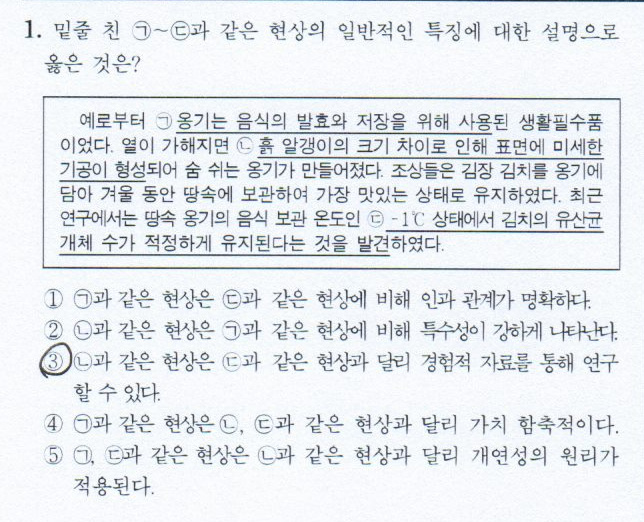 1. 밑줄 친 ㉠~㉢과 같은 현상의 일반적인 특징에 대한 설명으로
옳은 것은?
예로부터 ㉠ 옹기는 음식의 발효와 저장을 위해 사용된 생활필수품
이었다. 열이 가해지면 ㉡ 흙 알갱이의 크기 차이로 인해 표면에 미세한
기공이 형성되어 숨 쉬는 옹기가 만들어졌다. 조상들은 김장 김치를 옹기에
담아 겨울 동안 땅속에 보관하여 가장 맛있는 상태로 유지하였다. 최근
연구에서는 땅속 옹기의 음식 보관 온도인 ㉢ -1℃ 상태에서 김치의 유산균
개체 수가 적정하게 유지된다는 것을 발견하였다.
① ㉠과 같은 현상은 ㉢과 같은 현상에 비해 인과 관계가 명확하다.
② ㉡과 같은 현상은 ㉠과 같은 현상에 비해 특수성이 강하게 나타난다.
③ ㉡과 같은 현상은 ㉢과 같은 현상과 달리 경험적 자료를 통해 연구
할 수 있다.
④ ㉠과 같은 현상은 ㉡, ㉢과 같은 현상과 달리 가치 함축적이다.
⑤ ㉠, ㉢과 같은 현상은 ㉡과 같은 현상과 달리 개연성의 원리가
적용된다.